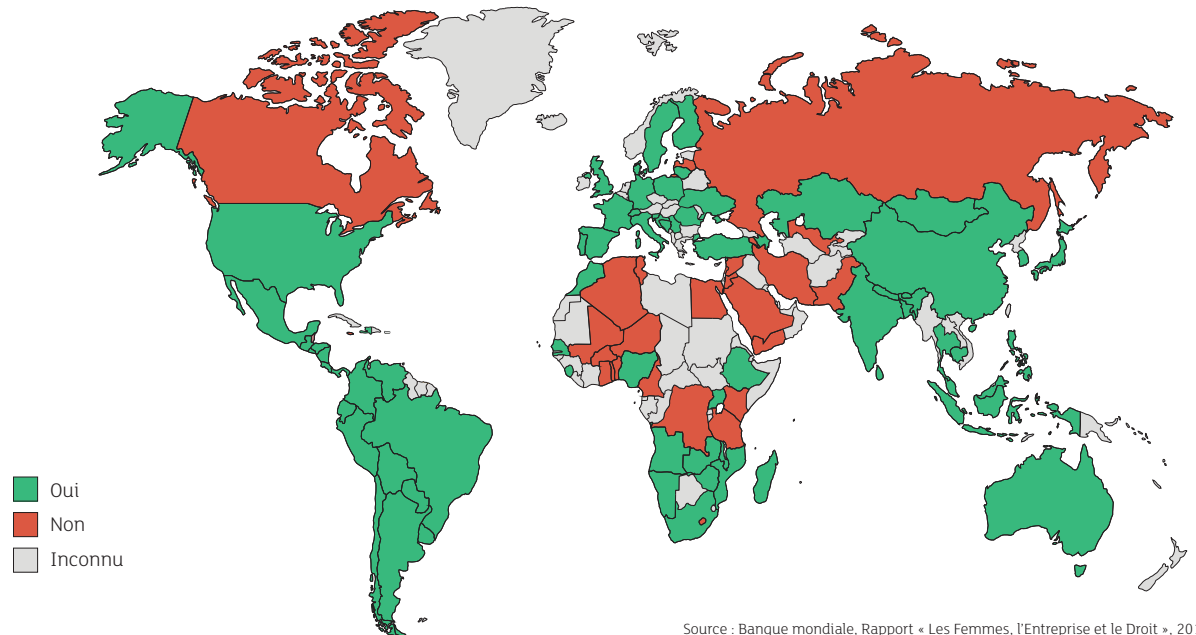 Oui
Non
Inconnu
Source : Banque mondiale, Rapport « Les Femmes, l'Entreprise et le Droit », 20